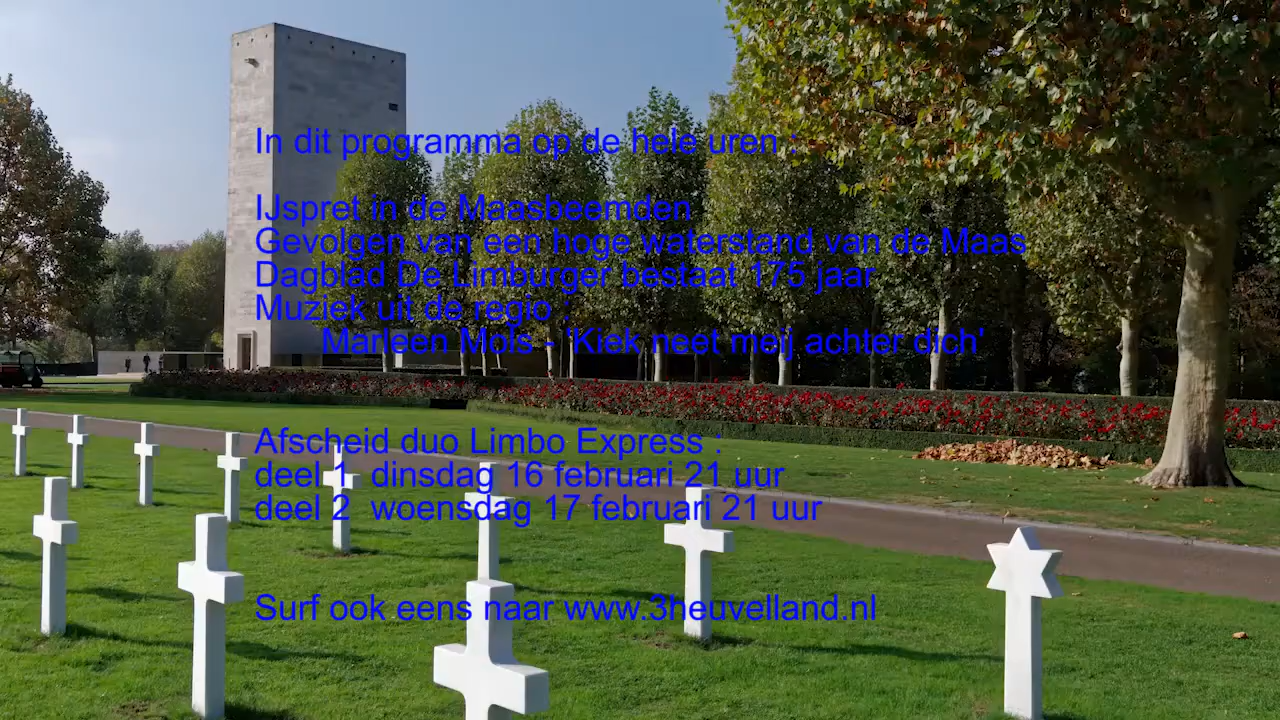 In dit programma op de hele uren :
IJspret in de Maasbeemden
Gevolgen van een hoge waterstand van de Maas
Dagblad De Limburger bestaat 175 jaar
Muziek uit de regio :
Marleen Mols - 'Kiek neet meij achter dich'
Afscheid duo Limbo Express :
deel 1 dinsdag 16 februari 21 uur
deel 2 woensdag 17 februari 21 uur
Surf ook eens naar www.3heuvelland.nl